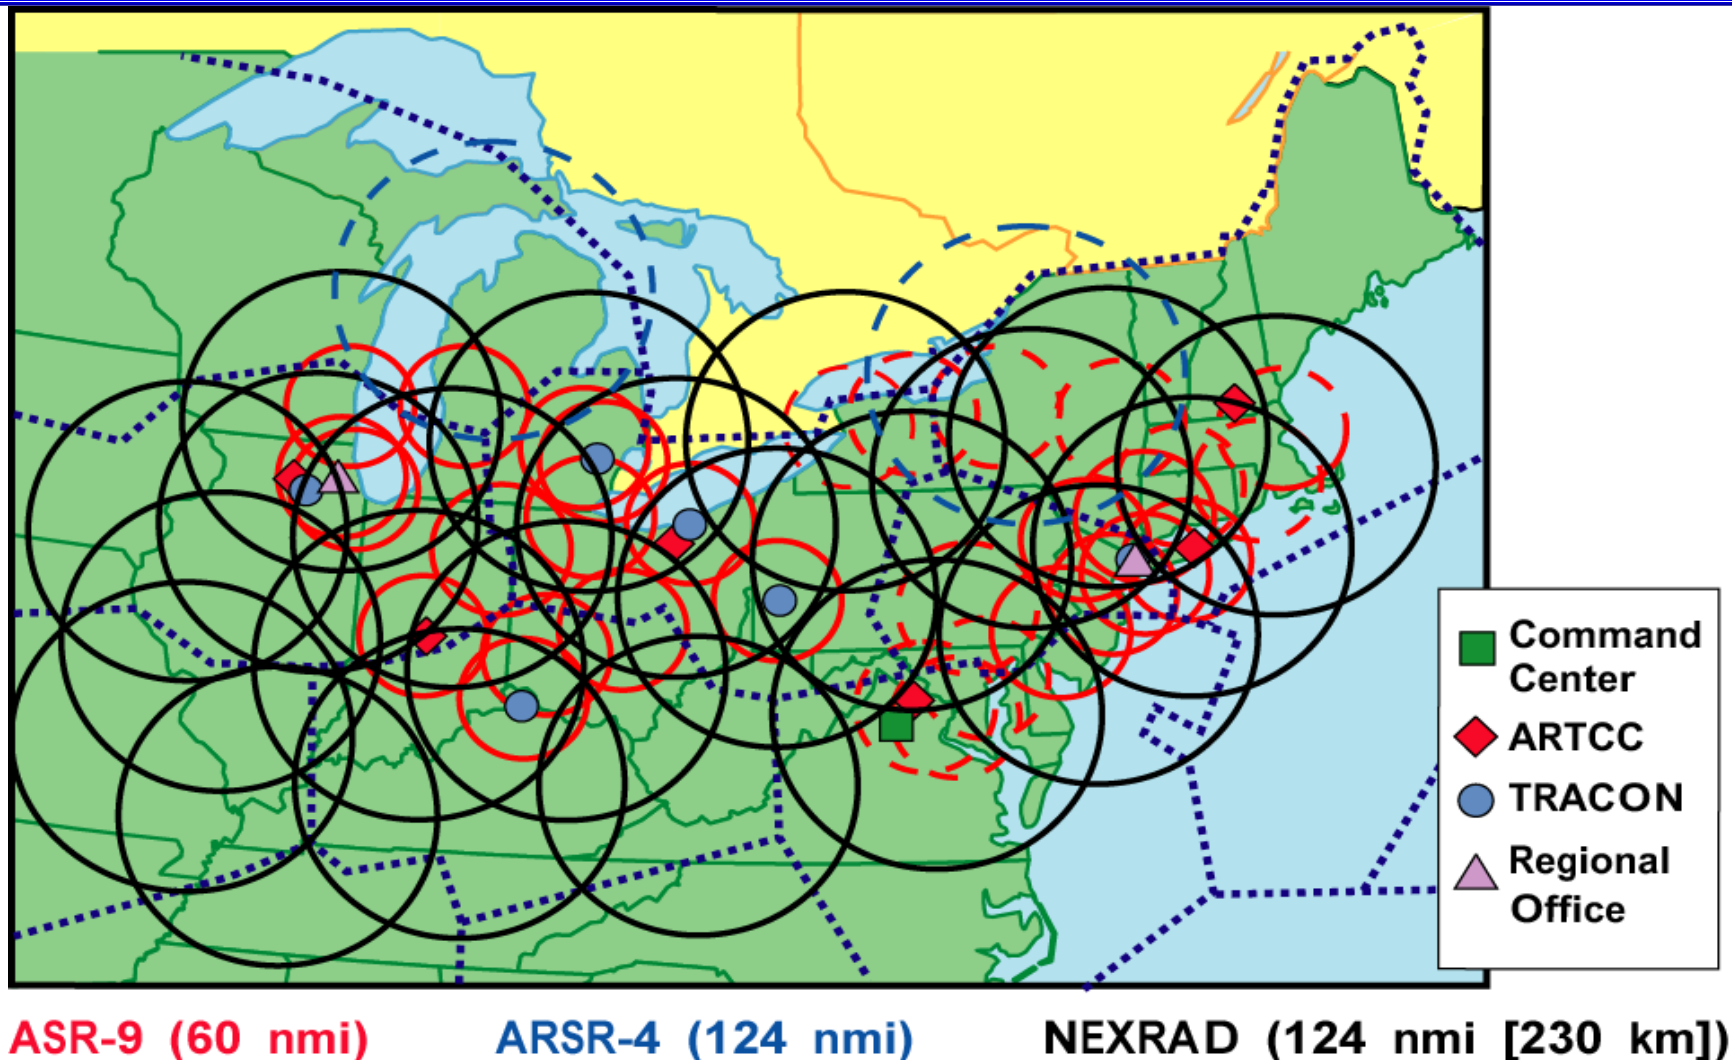 Command
Center
ARTCC
TRACON
Regional
Office
ASR-9 (60 nmi) ARSR-4 (124 nmi) NEXRAD (124 nmi [230 km])